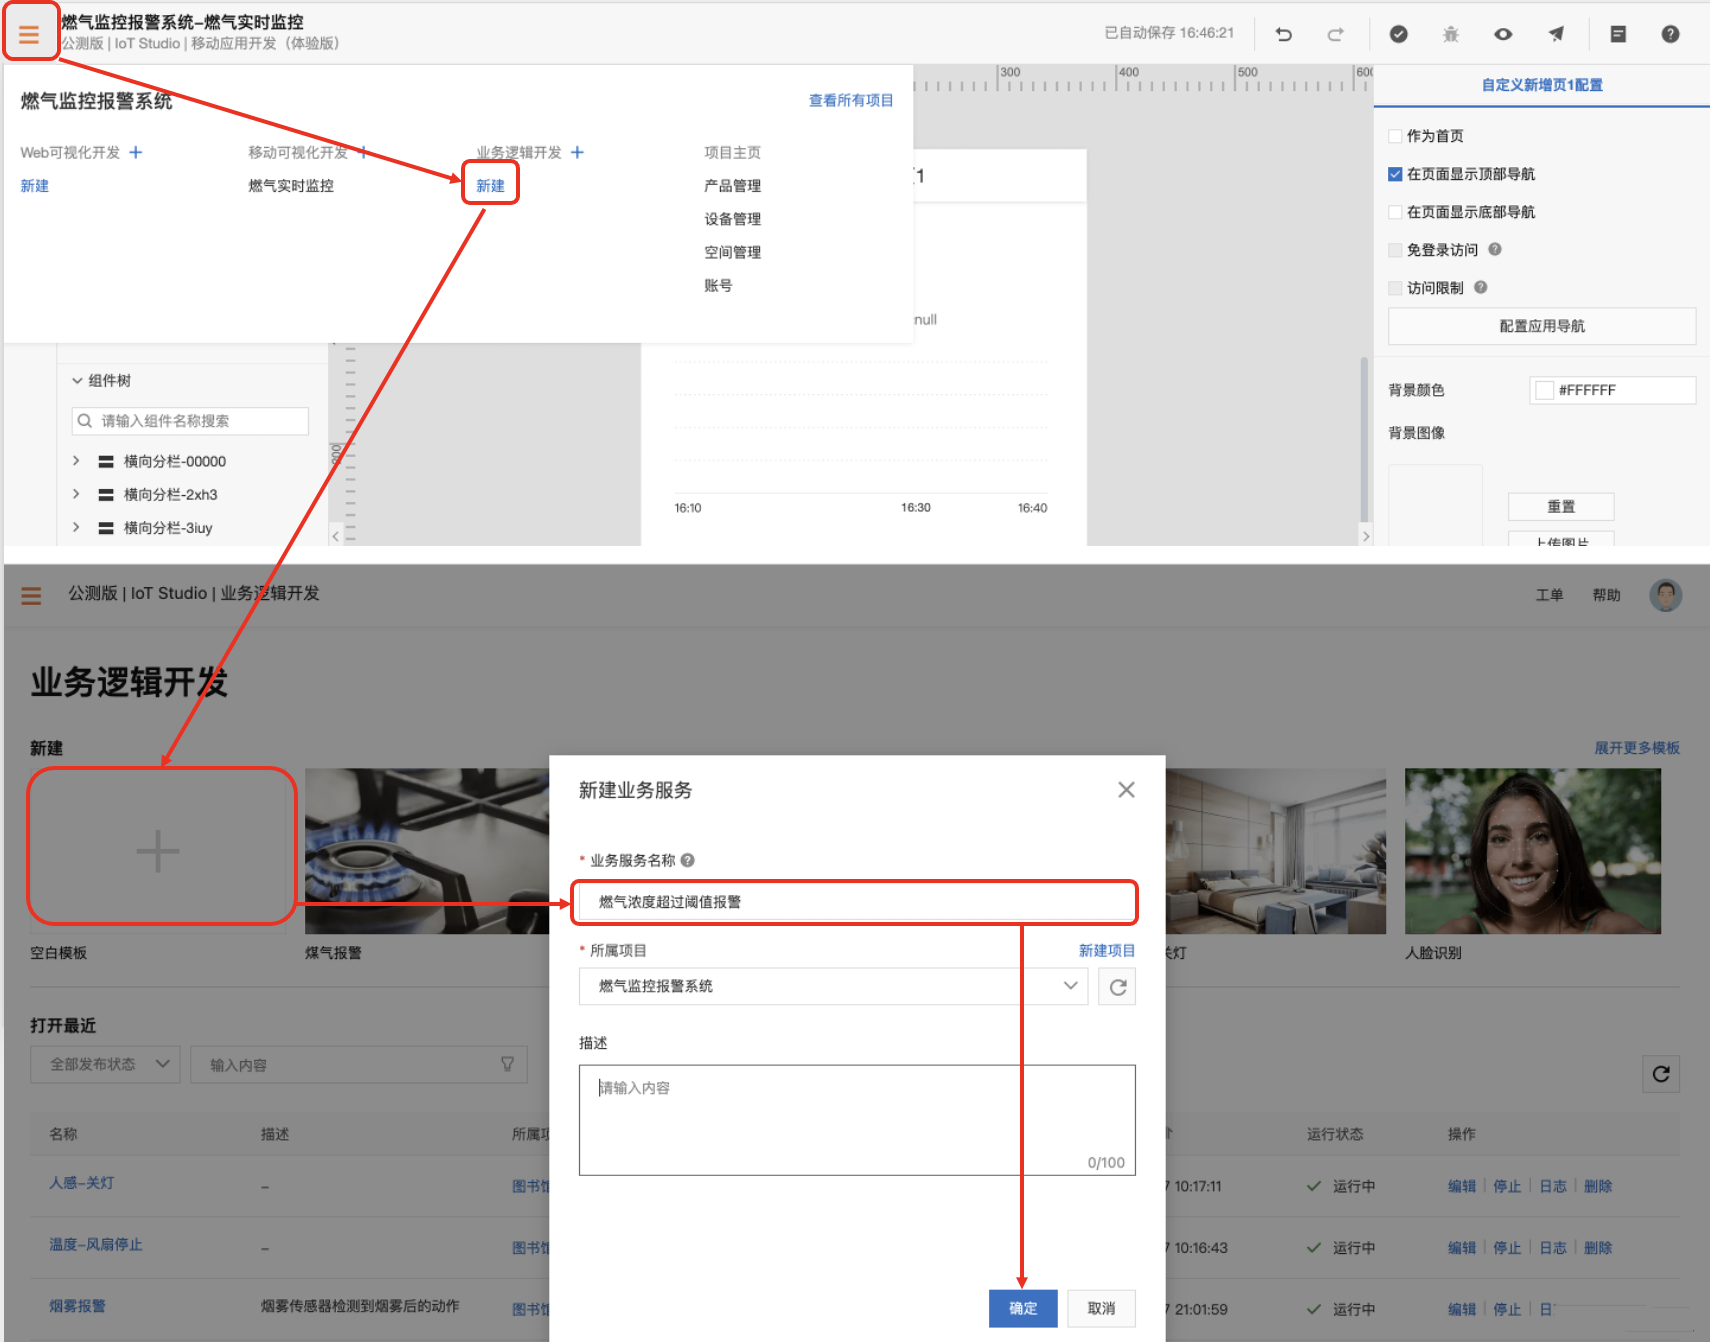 燃气监控报警系统-燃气实时监控
公测版 | IoT Studio | 移动应用开发（体验版）
已自动保存 16:46:21
燃气监控报警系统
查看所有项目
Web可视化开发 +
移动可视化开发 +
业务逻辑开发 +
项目主页
新建
燃气实时监控
新建
产品管理
设备管理
空间管理
账号
300
400
500
自定义新增页1配置
作为首页
在页面显示顶部导航
在页面显示底部导航
免登录访问
访问限制
配置应用导航
背景颜色
#FFFFFF
背景图像
重置
上传图片
1
null
16:10
16:30
16:40
组件树
请输入组件名称搜索
横向分栏-00000
横向分栏-2xh3
横向分栏-3iuy
公测版 | IoT Studio | 业务逻辑开发
工单
帮助
业务逻辑开发
新建
展开更多模板
空白模板
煤气报警
关灯
人脸识别
新建业务服务
* 业务服务名称
燃气浓度超过阈值报警
* 所属项目
新建项目
燃气监控报警系统
描述
请输入内容
0/100
确定
取消
打开最近
全部发布状态
输入内容
名称
描述
所属项
运行状态
操作
人感-关灯
-
图书馆
7 10:17:11
运行中
编辑 | 停止 | 日志 | 删除
温度-风扇停止
-
图书馆
7 10:16:43
运行中
编辑 | 停止 | 日志 | 删除
烟雾报警
烟雾传感器检测到烟雾后的动作
图书馆
7 21:01:59
运行中
编辑 | 停止 | 日